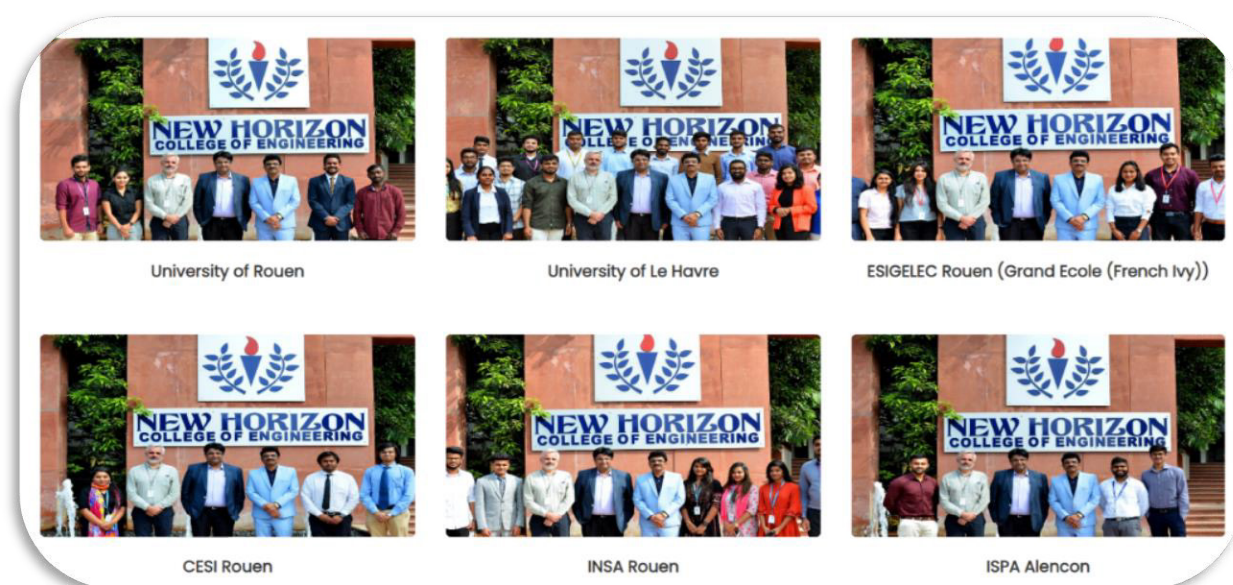 NEW HORIZON
COLLEGE OF ENGINEERING
NEW HORIZON
COLLEGE OF ENGINEERING
NEW HORIZON
COLLEGE OF ENGINEERING
University of Rouen
University of Le Havre
ESIGELEC Rouen (Grand Ecole (French Ivy))
NEW HORIZON
COLLEGE OF ENGINEERING
NEW HORIZON
COLLEGE OF ENGINEERING
NEW HORIZON
COLLEGE OF ENGINEERING
CESI Rouen
INSA Rouen
ISPA Alencon